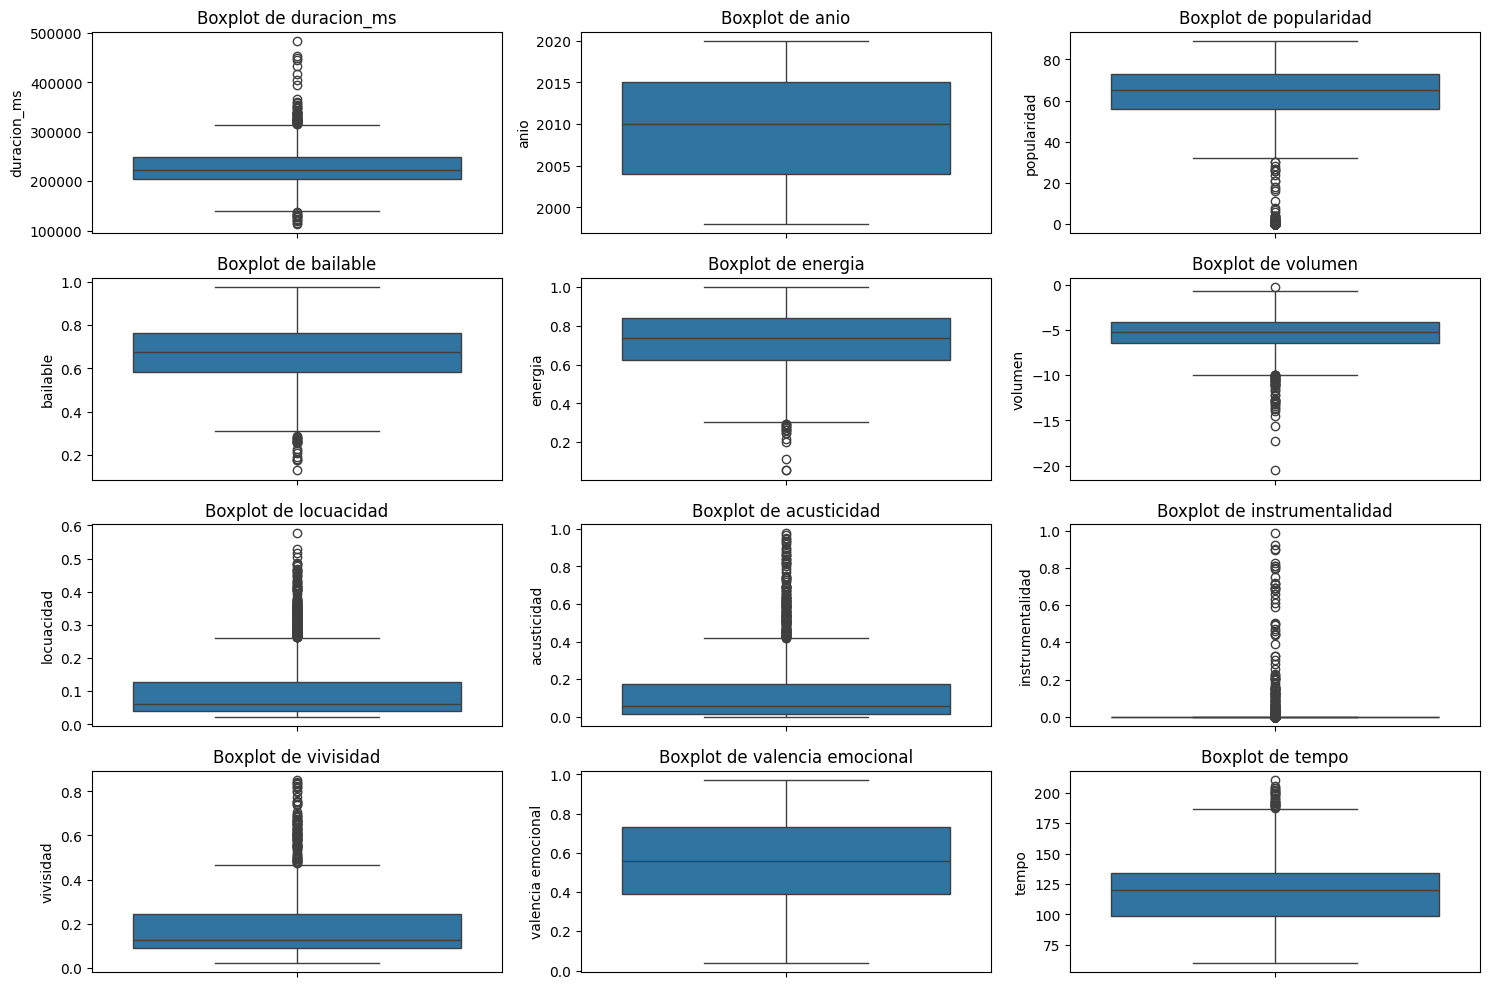 Boxplot de duracion_ms
500000
400000
300000
200000
100000
duracion_ms
Boxplot de anio
2020
2015
2010
2005
2000
anio
Boxplot de popularidad
80
60
40
20
0
popularidad
Boxplot de bailable
1.0
0.8
0.6
0.4
0.2
bailable
Boxplot de energia
1.0
0.8
0.6
0.4
0.2
energia
Boxplot de volumen
0
−5
−10
−15
−20
volumen
Boxplot de locuacidad
0.6
0.5
0.4
0.3
0.2
0.1
0.0
locuacidad
Boxplot de acusticidad
1.0
0.8
0.6
0.4
0.2
0.0
acusticidad
Boxplot de instrumentalidad
1.0
0.8
0.6
0.4
0.2
0.0
instrumentalidad
Boxplot de vivisidad
0.8
0.6
0.4
0.2
0.0
vivisidad
Boxplot de valencia emocional
1.0
0.8
0.6
0.4
0.2
0.0
valencia emocional
Boxplot de tempo
200
175
150
125
100
75
tempo